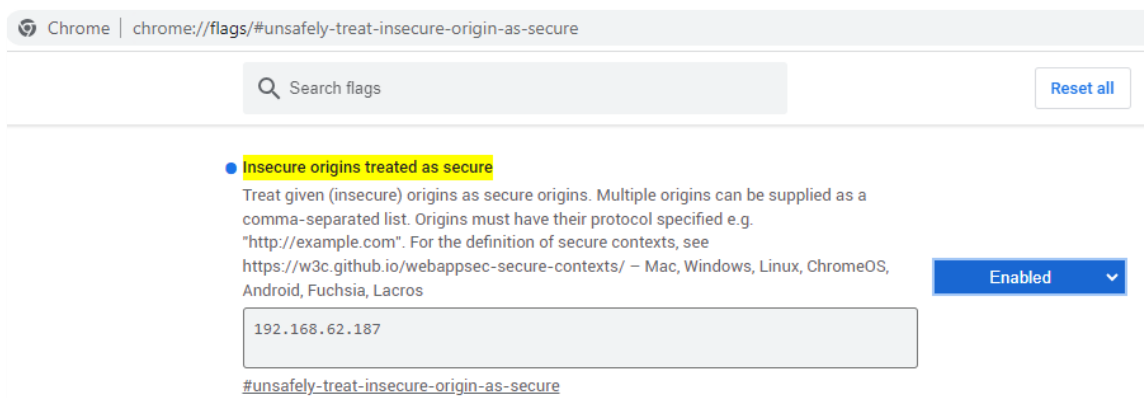 Chrome | chrome://flags/#unsafely-treat-insecure-origin-as-secure
Search flags
Reset all
Insecure origins treated as secure
Treat given (insecure) origins as secure origins. Multiple origins can be supplied as a
comma-separated list. Origins must have their protocol specified e.g.
"http://example.com". For the definition of secure contexts, see
https://w3c.github.io/webappsec-secure-contexts/ – Mac, Windows, Linux, ChromeOS,
Android, Fuchsia, Lacros
Enabled
192.168.62.187
#unsafely-treat-insecure-origin-as-secure